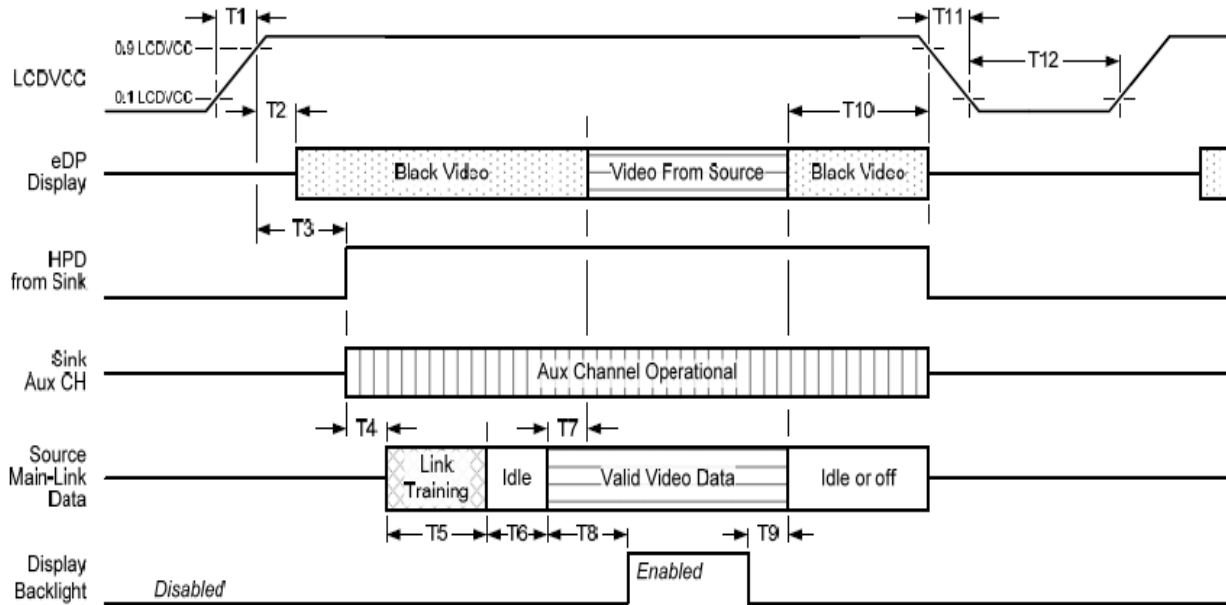 T1
T11
0.9 LCDVCC
LCDVCC
T12
0.1 LCDVCC
T2
T10
eDP
Display
Black Video
Video From Source
Black Video
T3
HPD
from Sink
Sink
Aux CH
Aux Channel Operational
T4
T7
Source
Main-Link
Data
Link
Training
Idle
Valid Video Data
Idle or off
T5
T6
T8
T9
Display
Backlight
Disabled
Enabled